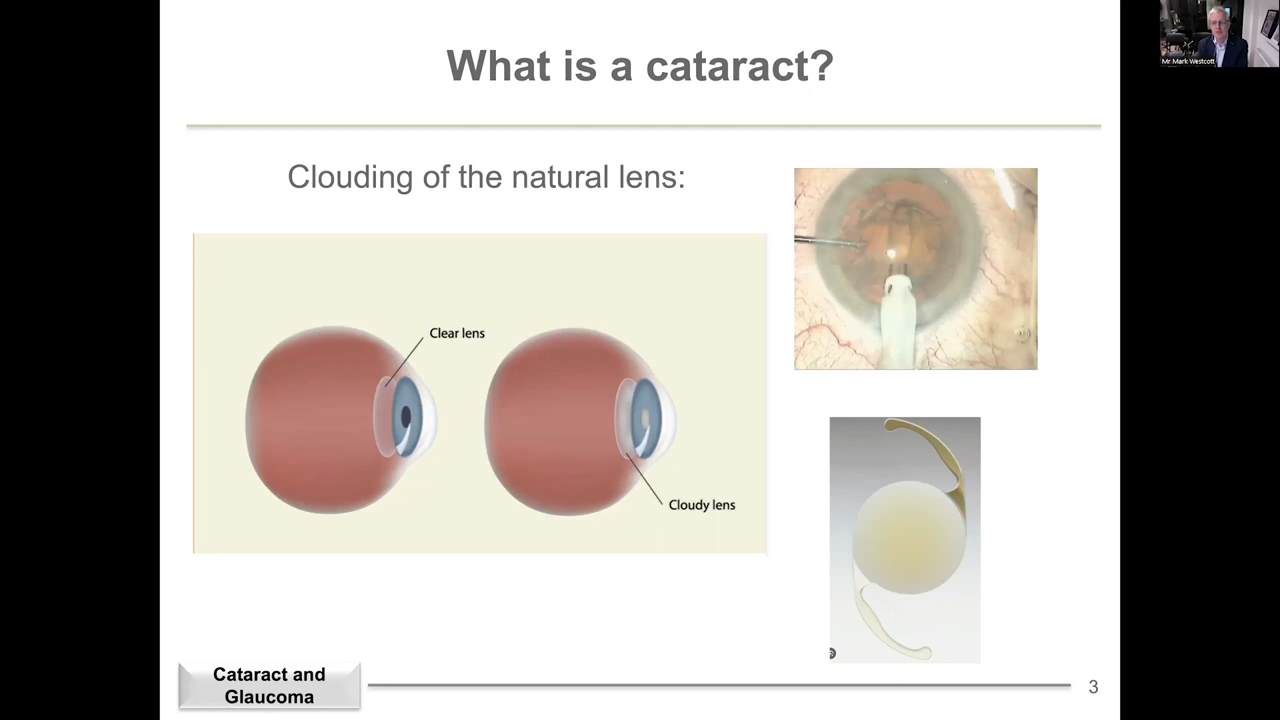 What is a cataract?
Mr Mark Westcott
Clouding of the natural lens:
Clear lens
Cloudy lens
Cataract and
Glaucoma
3